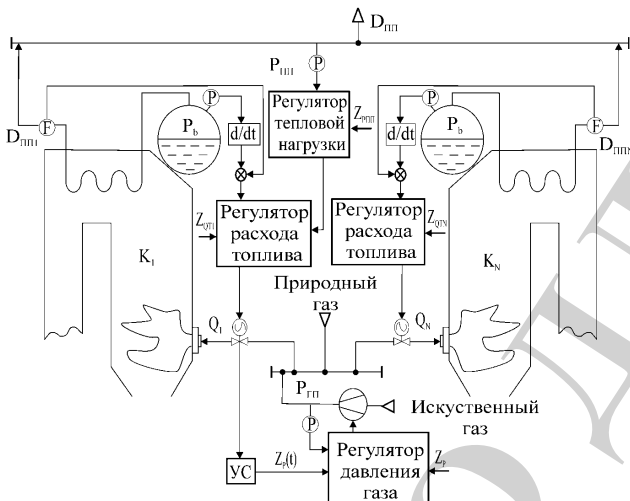 D_ПП
P_ПП
P
Регулятор
тепловой
нагрузки
Z_РПП
F
D_ПП1
P
P_b
d/dt
P
d/dt
P_b
F
D_ППN
Z_QT1
Регулятор
расхода
топлива
Регулятор
расхода
топлива
Z_QTN
K_1
K_N
Природный
газ
Q_1
Q_N
P_ГП
Искуственный
газ
P
УС
Z_P(t)
Регулятор
давления
газа
Z_P